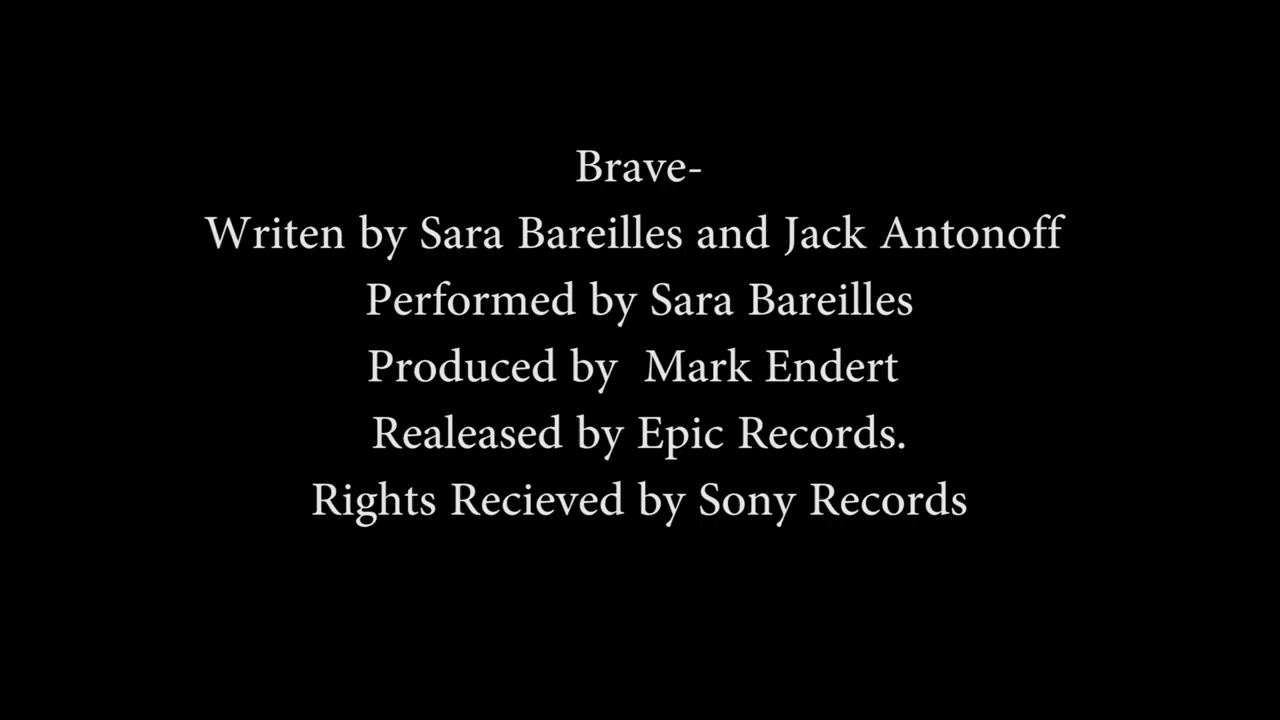 Brave-
Writen by Sara Bareilles and Jack Antonoff
Performed by Sara Bareilles
Produced by  Mark Endert
Realeased by Epic Records.
Rights Recieved by Sony Records